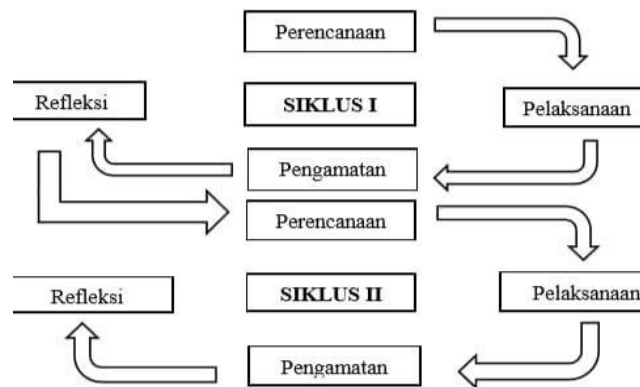 Perencanaan
Refleksi
SIKLUS I
Pelaksanaan
Pengamatan
Perencanaan
Refleksi
SIKLUS II
Pelaksanaan
Pengamatan